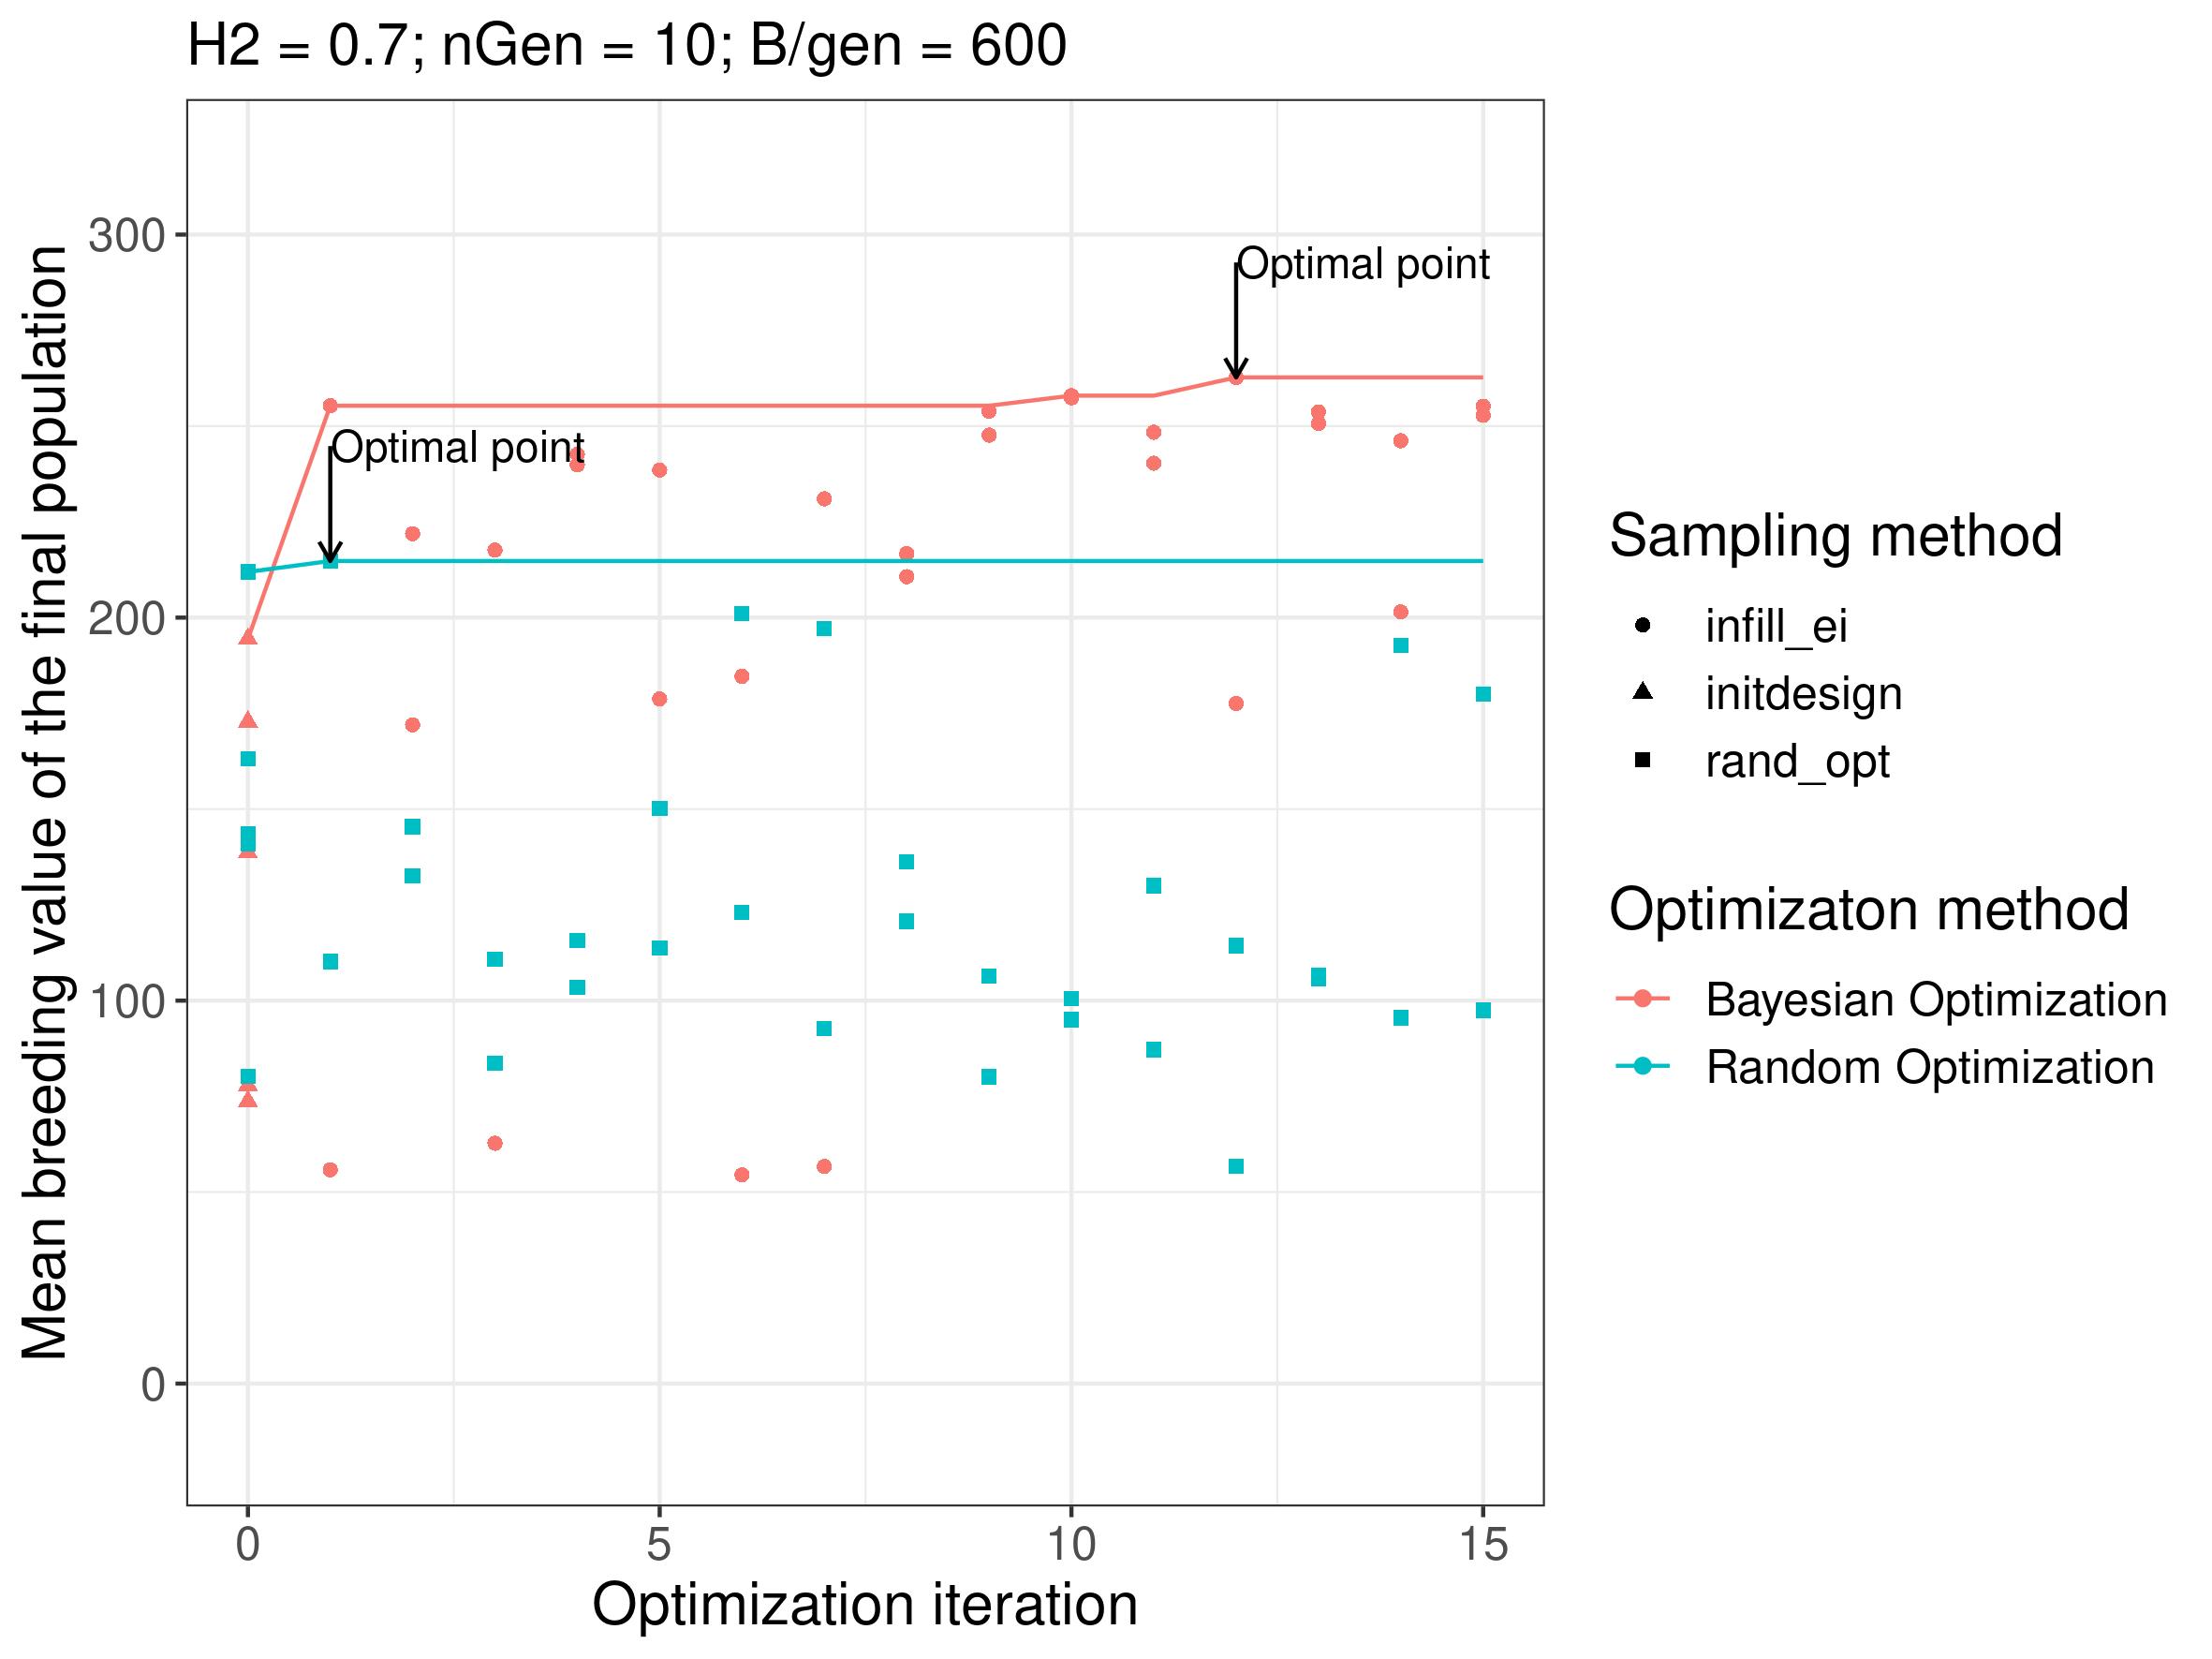 H2 = 0.7; nGen = 10; B/gen = 600
Mean breeding value of the final population
300
200
100
0
Optimal point
Optimal point
0
5
10
15
Optimization iteration
Sampling method
infill_ei
initdesign
rand_opt
Optimizaton method
Bayesian Optimization
Random Optimization